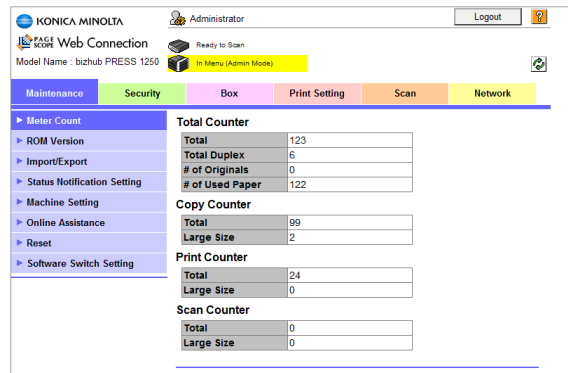 KONICA MINOLTA
Administrator
Logout
?
PAGE SCOPE Web Connection
Ready to Scan
Model Name : bizhub PRESS 1250
In Menu (Admin Mode)
Maintenance Security Box Print Setting Scan Network
Meter Count
ROM Version
Import/Export
Status Notification Setting
Machine Setting
Online Assistance
Reset
Software Switch Setting
Total Counter
Total 123
Total Duplex 6
# of Originals 0
# of Used Paper 122
Copy Counter
Total 99
Large Size 2
Print Counter
Total 24
Large Size 0
Scan Counter
Total 0
Large Size 0